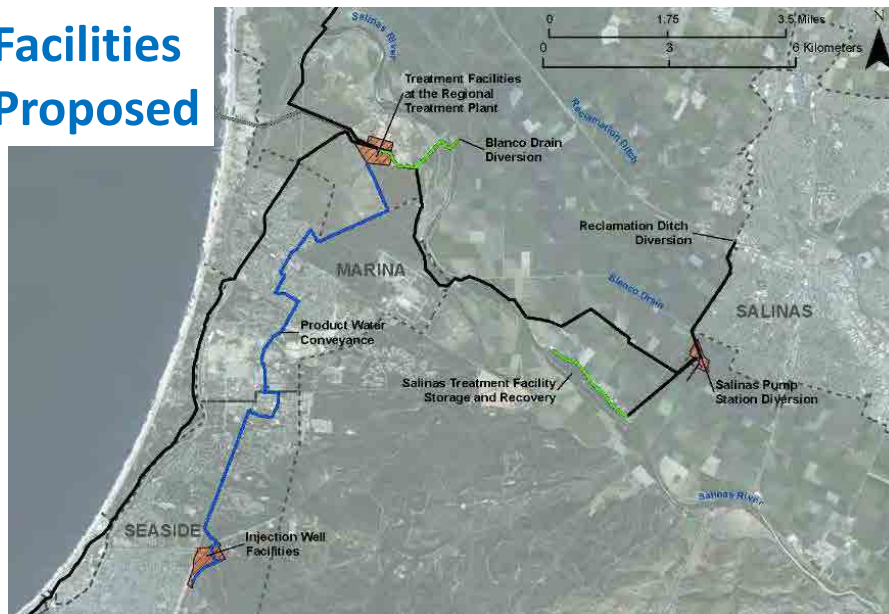 Facilities
Proposed
0 1.75 3.5 Miles
0 3 6 Kilometers
N
Salinas
River
Treatment Facilities
at the Regional
Treatment Plant
Blanco Drain
Diversion
Reclamation Ditch
Reclamation Ditch
Diversion
MARINA
Blanco Drain
SALINAS
Product Water
Conveyance
Salinas Treatment Facility
Storage and Recovery
Salinas Pump
Station Diversion
Salinas River
SEASIDE
Injection Well
Facilities